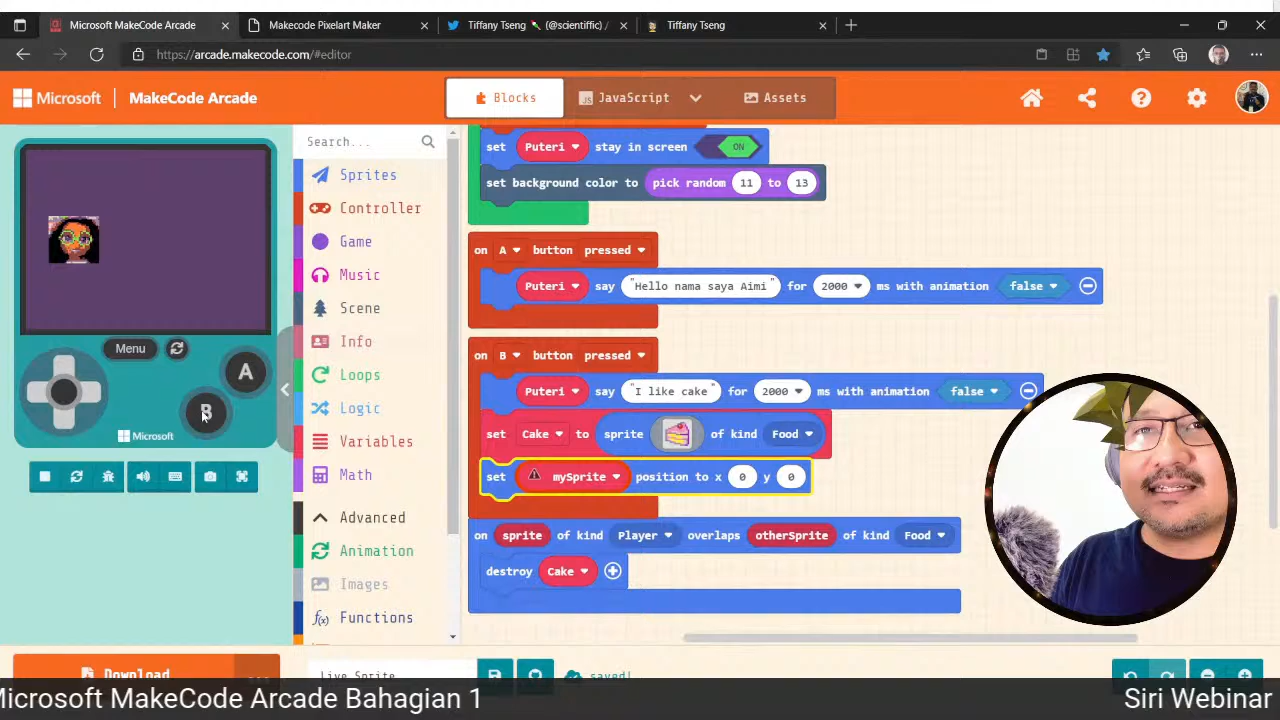 Microsoft MakeCode Arcade
Makecode Pixelart Maker
Tiffany Tseng (@scientiffic) /
Tiffany Tseng
https://arcade.makecode.com/#editor
Microsoft
MakeCode Arcade
Blocks
JavaScript
Assets
Menu
A
B
Microsoft
Search...
Sprites
Controller
Game
Music
Scene
Info
Loops
Logic
Variables
Math
Advanced
Animation
Images
Functions
set Puteri stay in screen ON
set background color to pick random 11 to 13
on A button pressed
Puteri say "Hello nama saya Aimi" for 2000 ms with animation false
on B button pressed
Puteri say "I like cake" for 2000 ms with animation false
set Cake to sprite of kind Food
set mySprite position to x 0 y 0
on sprite of kind Player overlaps otherSprite of kind Food
destroy Cake
Download
Live Sprite
saved!
Microsoft MakeCode Arcade Bahagian 1
Siri Webinar